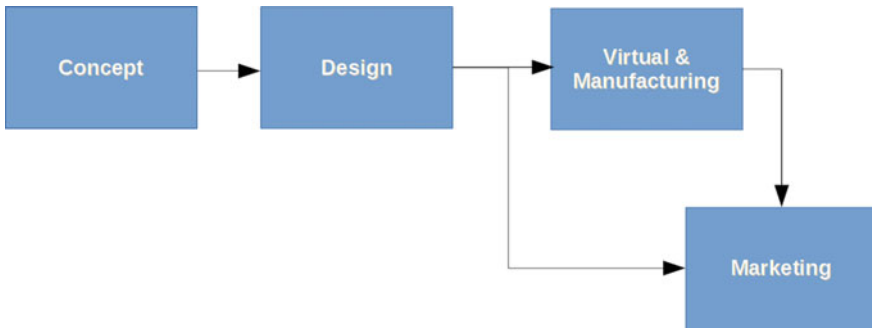 Concept
Design
Virtual &
Manufacturing
Marketing